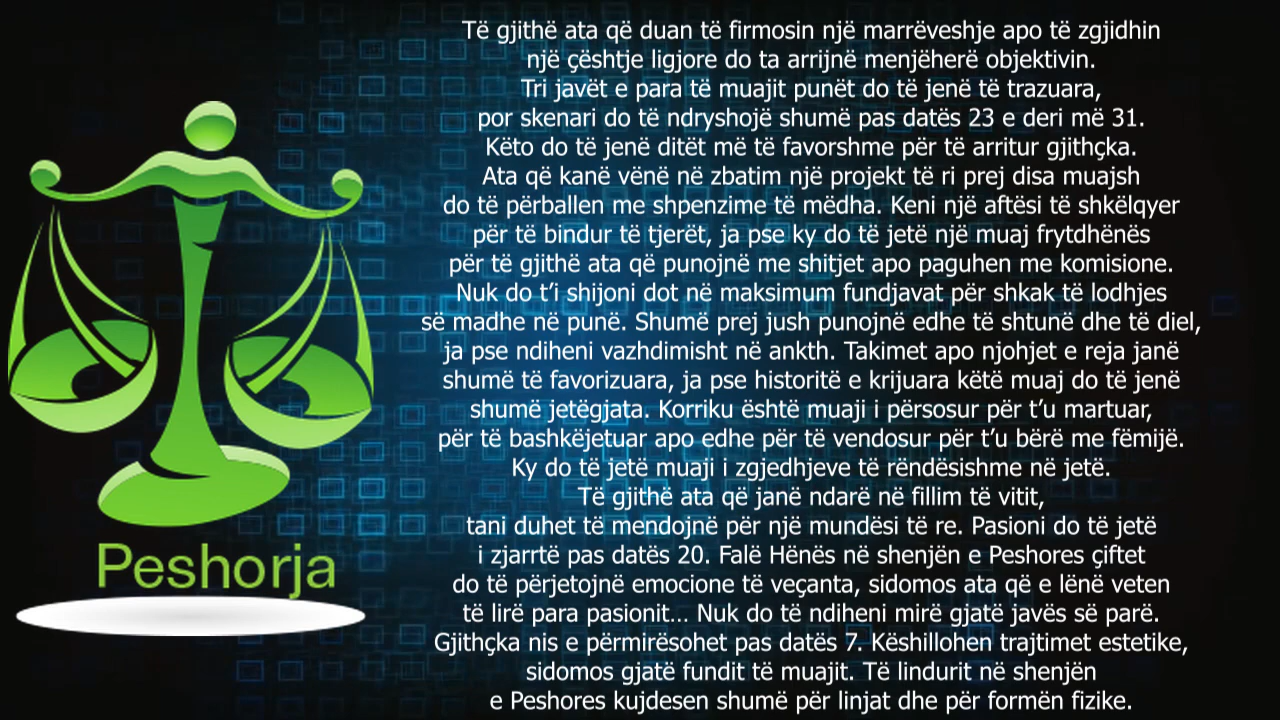 Të gjithë ata që duan të firmosin një marrëveshje apo të zgjidhin
një çështje ligjore do ta arrijnë menjëherë objektivin.
Tri javët e para të muajit punët do të jenë të trazuara,
por skenari do të ndryshojë shumë pas datës 23 e deri më 31.
Këto do të jenë ditët më të favorshme për të arritur gjithçka.
Ata që kanë vënë në zbatim një projekt të ri prej disa muajsh
do të përballen me shpenzime të mëdha. Keni një aftësi të shkëlqyer
për të bindur të tjerët, ja pse ky do të jetë një muaj frytdhënës
për të gjithë ata që punojnë me shitjet apo paguhen me komisione.
Nuk do t’i shijoni dot në maksimum fundjavat për shkak të lodhjes
së madhe në punë. Shumë prej jush punojnë edhe të shtunë dhe të diel,
ja pse ndiheni vazhdimisht në ankth. Takimet apo njohjet e reja janë
shumë të favorizuara, ja pse historitë e krijuara këtë muaj do të jenë
shumë jetëgjata. Korriku është muaji i përsosur për t’u martuar,
për të bashkëjetuar apo edhe për të vendosur për t’u bërë me fëmijë.
Ky do të jetë muaji i zgjedhjeve të rëndësishme në jetë.
Të gjithë ata që janë ndarë në fillim të vitit,
tani duhet të mendojnë për një mundësi të re. Pasioni do të jetë
i zjarrtë pas datës 20. Falë Hënës në shenjën e Peshores çiftet
do të përjetojnë emocione të veçanta, sidomos ata që e lënë veten
të lirë para pasionit… Nuk do të ndiheni mirë gjatë javës së parë.
Gjithçka nis e përmirësohet pas datës 7. Këshillohen trajtimet estetike,
sidomos gjatë fundit të muajit. Të lindurit në shenjën
e Peshores kujdesen shumë për linjat dhe për formën fizike.
Peshorja